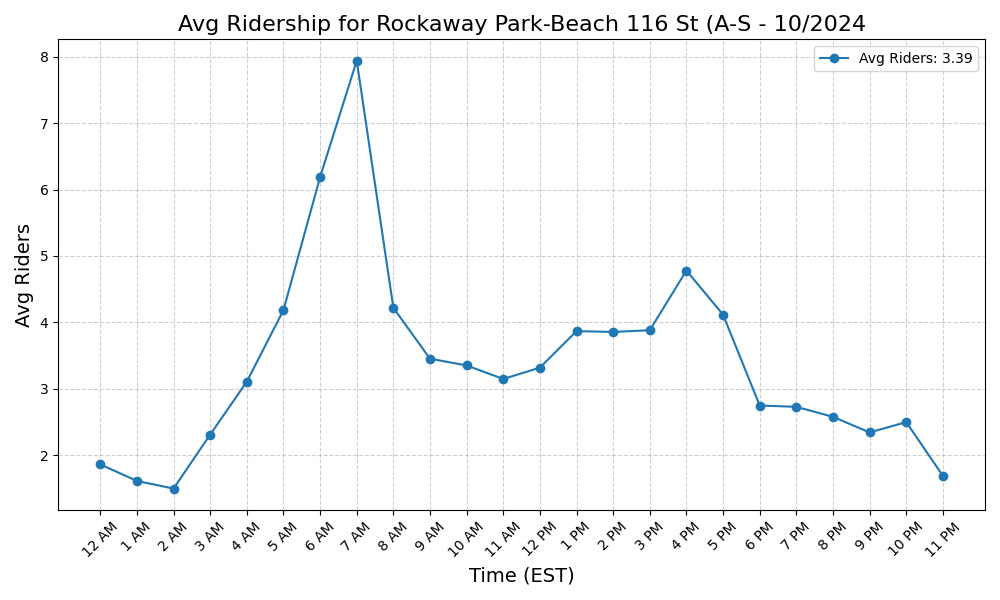 Avg Ridership for Rockaway Park-Beach 116 St (A-S - 10/2024
Avg Riders: 3.39
8
7
6
5
4
3
2
Avg Riders
12 AM
1 AM
2 AM
3 AM
4 AM
5 AM
6 AM
7 AM
8 AM
9 AM
10 AM
11 AM
12 PM
1 PM
2 PM
3 PM
4 PM
5 PM
6 PM
7 PM
8 PM
9 PM
10 PM
11 PM
Time (EST)